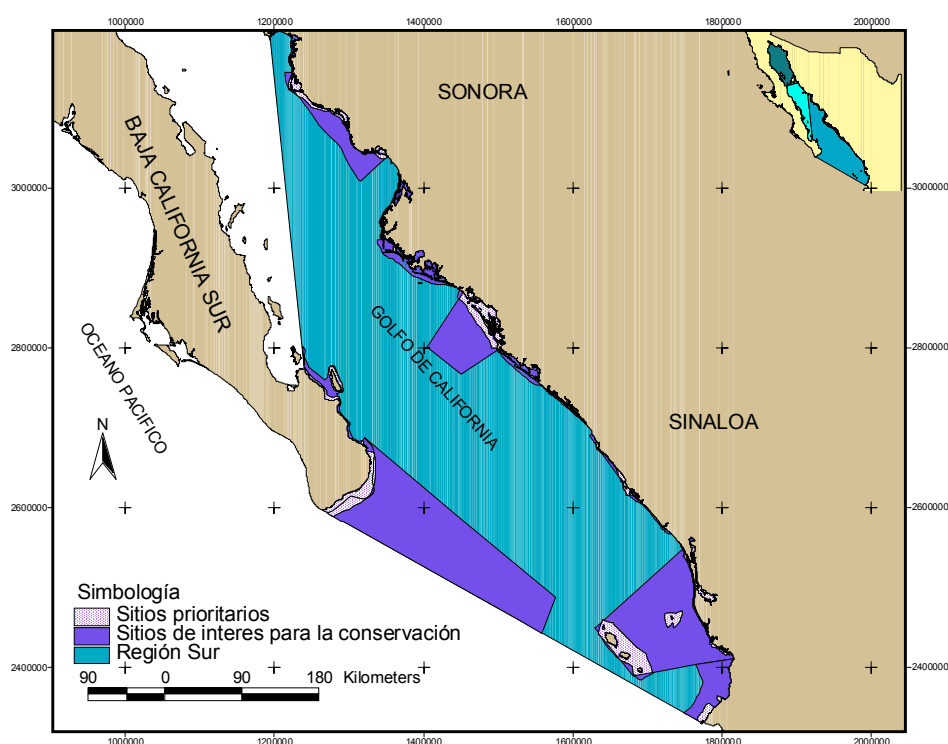 1000000 1200000 1400000 1600000 1800000 2000000
SONORA
BAJA CALIFORNIA SUR
3000000 3000000
GOLFO DE CALIFORNIA
OCEANO PACIFICO
2800000 2800000
SINALOA
N
2600000 2600000
Simbología
Sitios prioritarios
Sitios de interes para la conservación
Región Sur
2400000 2400000
90 0 90 180 Kilometers
1000000 1200000 1400000 1600000 1800000 2000000